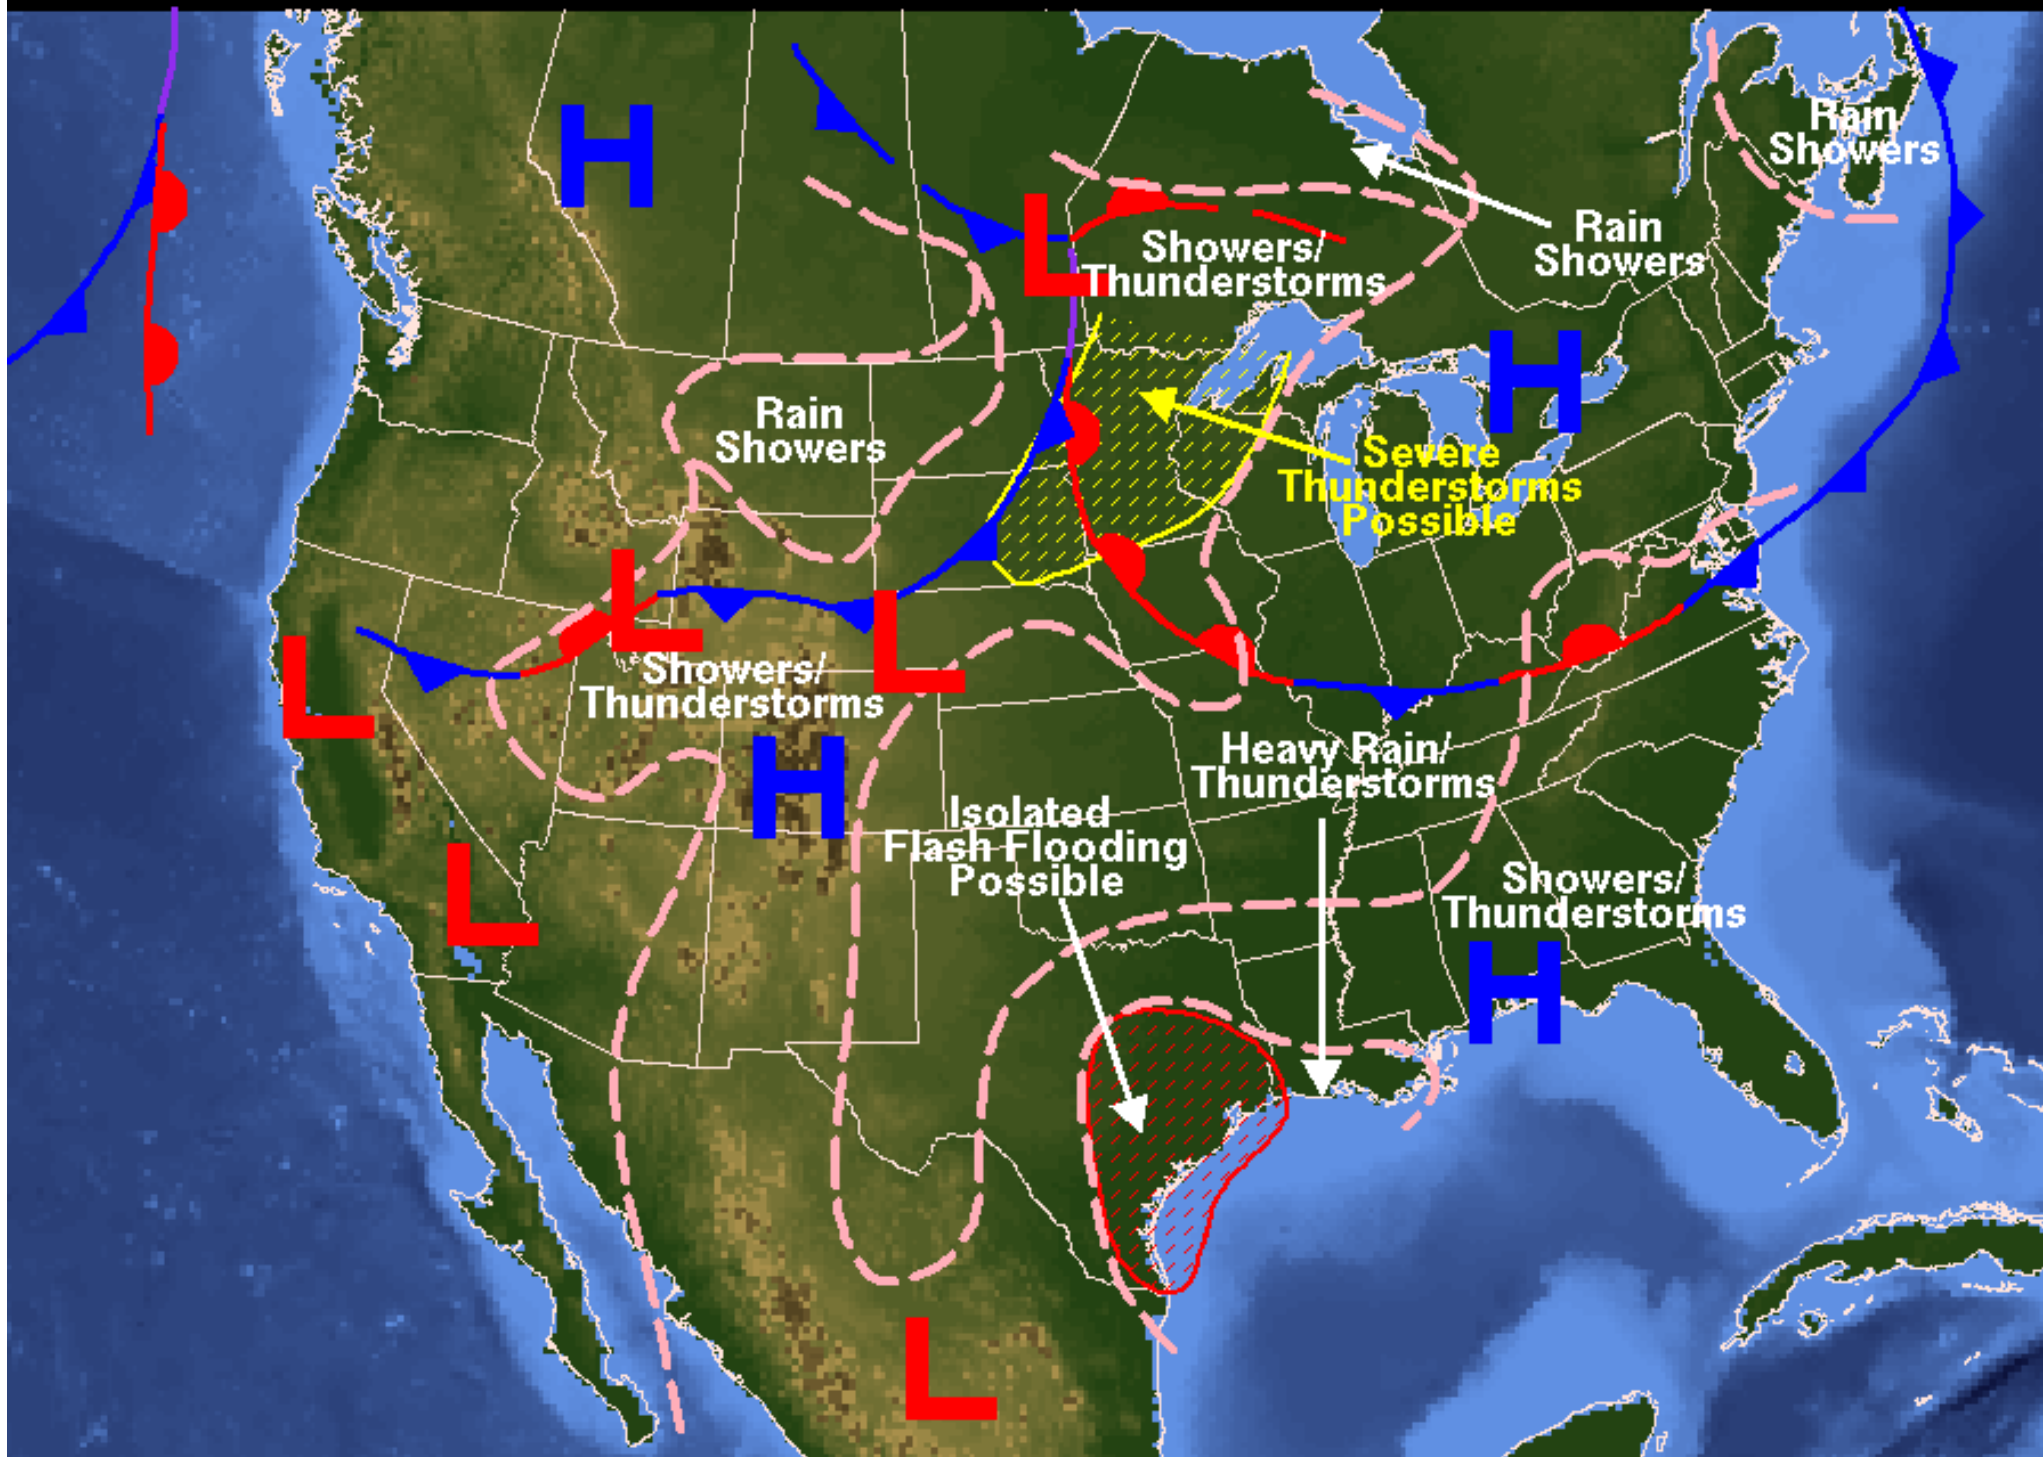 Rain
Showers
H
L
Showers/
Thunderstorms
Rain
Showers
H
Rain
Showers
Severe
Thunderstorms
Possible
L
L
L
Showers/
Thunderstorms
H
Heavy Rain/
Thunderstorms
Isolated
Flash Flooding
Possible
L
Showers/
Thunderstorms
H
L